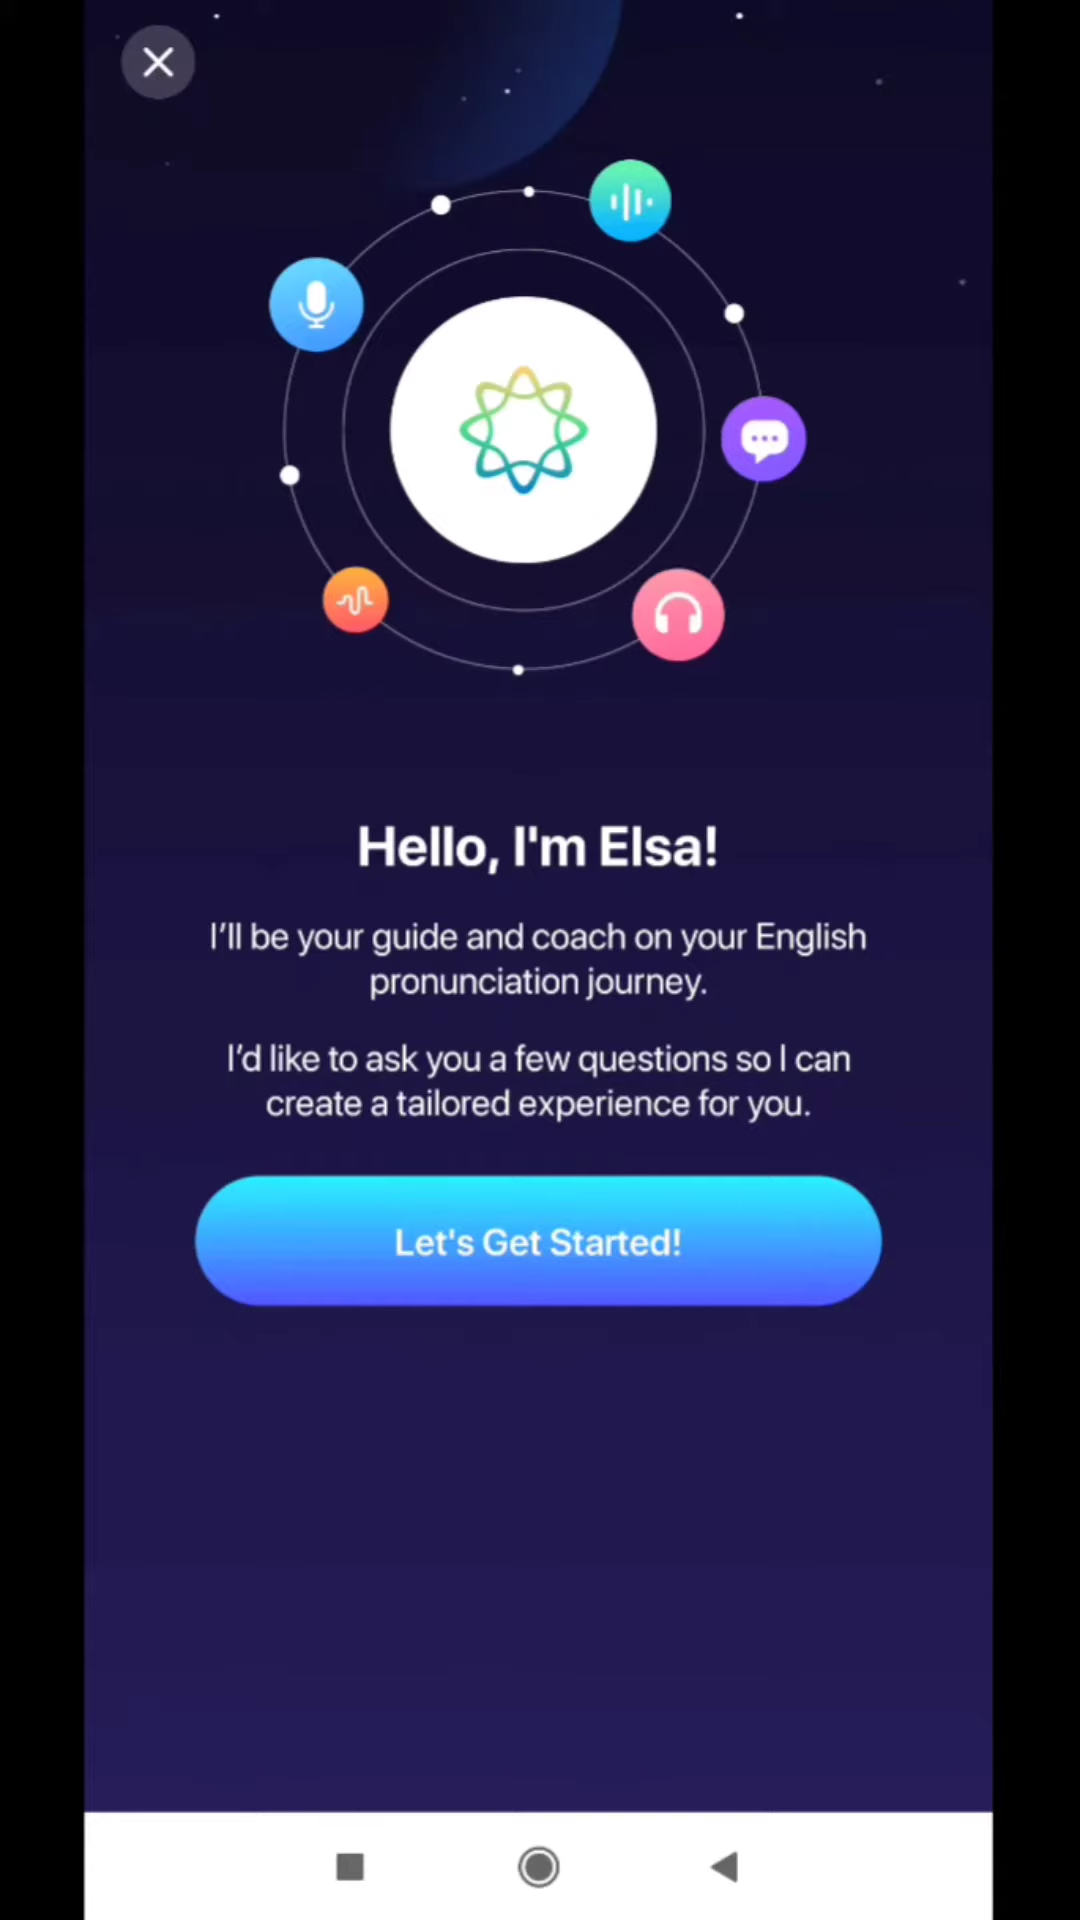 Hello, I'm Elsa!
I’ll be your guide and coach on your English
pronunciation journey.
I’d like to ask you a few questions so I can
create a tailored experience for you.
Let's Get Started!